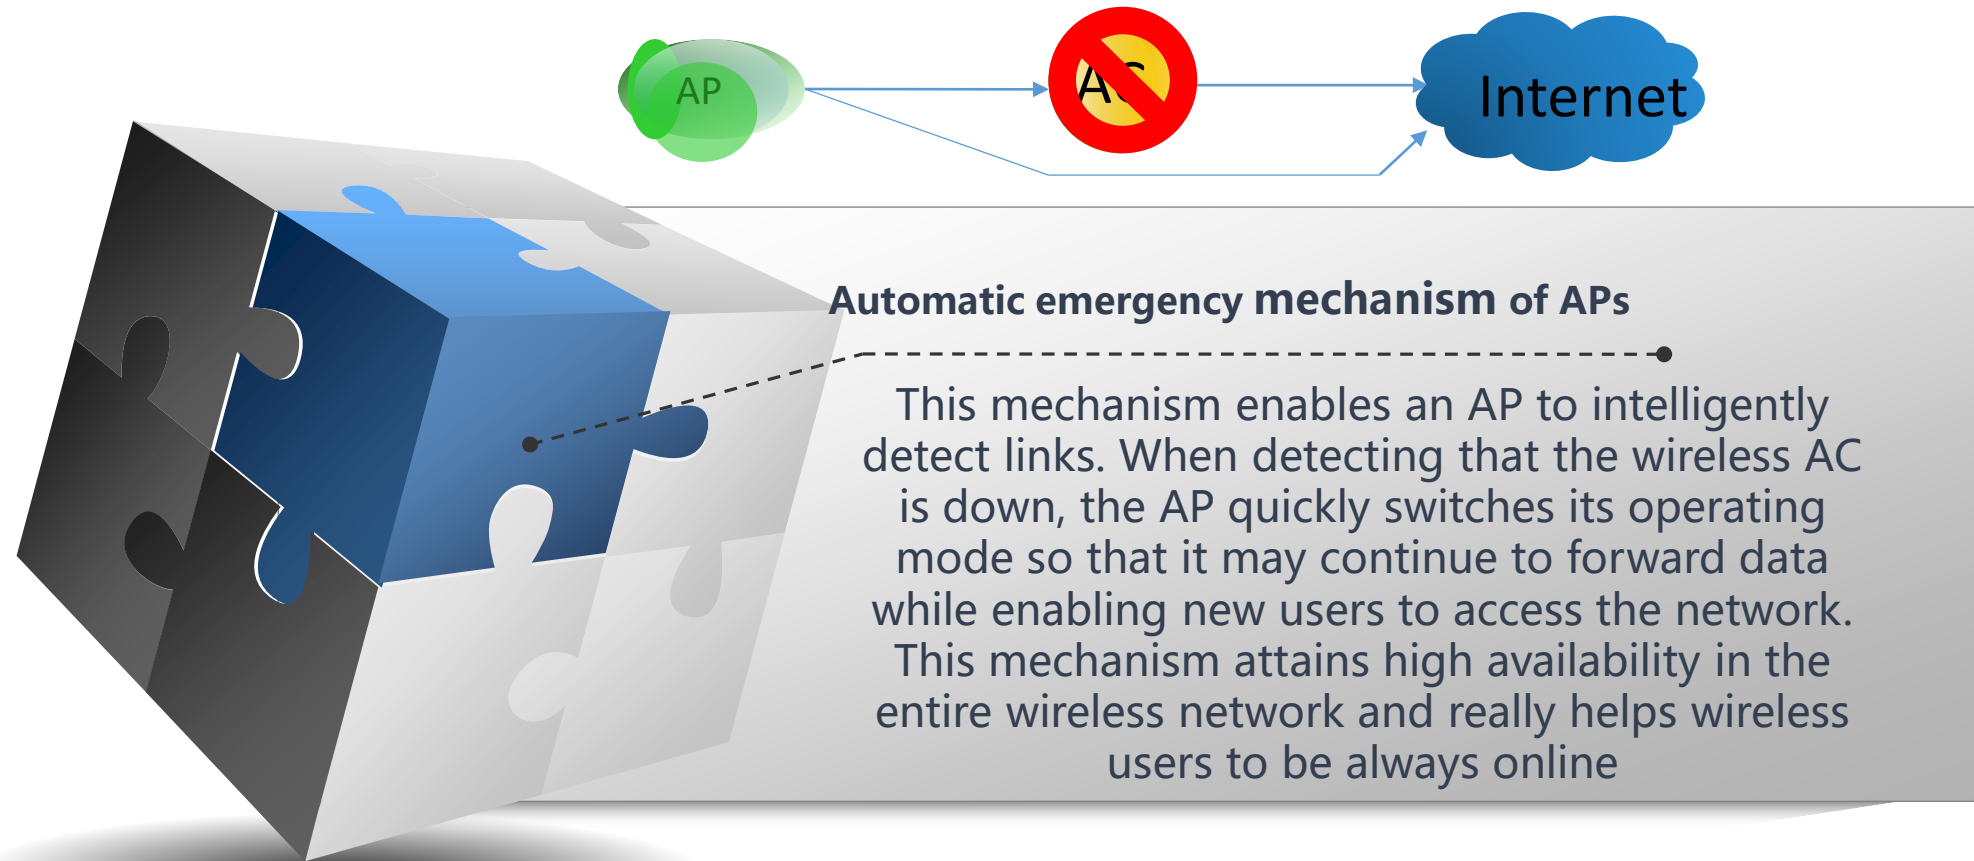 AP
AC
Internet
Automatic emergency mechanism of APs
This mechanism enables an AP to intelligently
detect links. When detecting that the wireless AC
is down, the AP quickly switches its operating
mode so that it may continue to forward data
while enabling new users to access the network.
This mechanism attains high availability in the
entire wireless network and really helps wireless
users to be always online